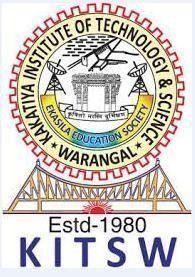 KAKATIYA INSTITUTE OF TECHNOLOGY & SCIENCE
EKASILA EDUCATION SOCIETY
WARANGAL
Estd-1980
KITSW